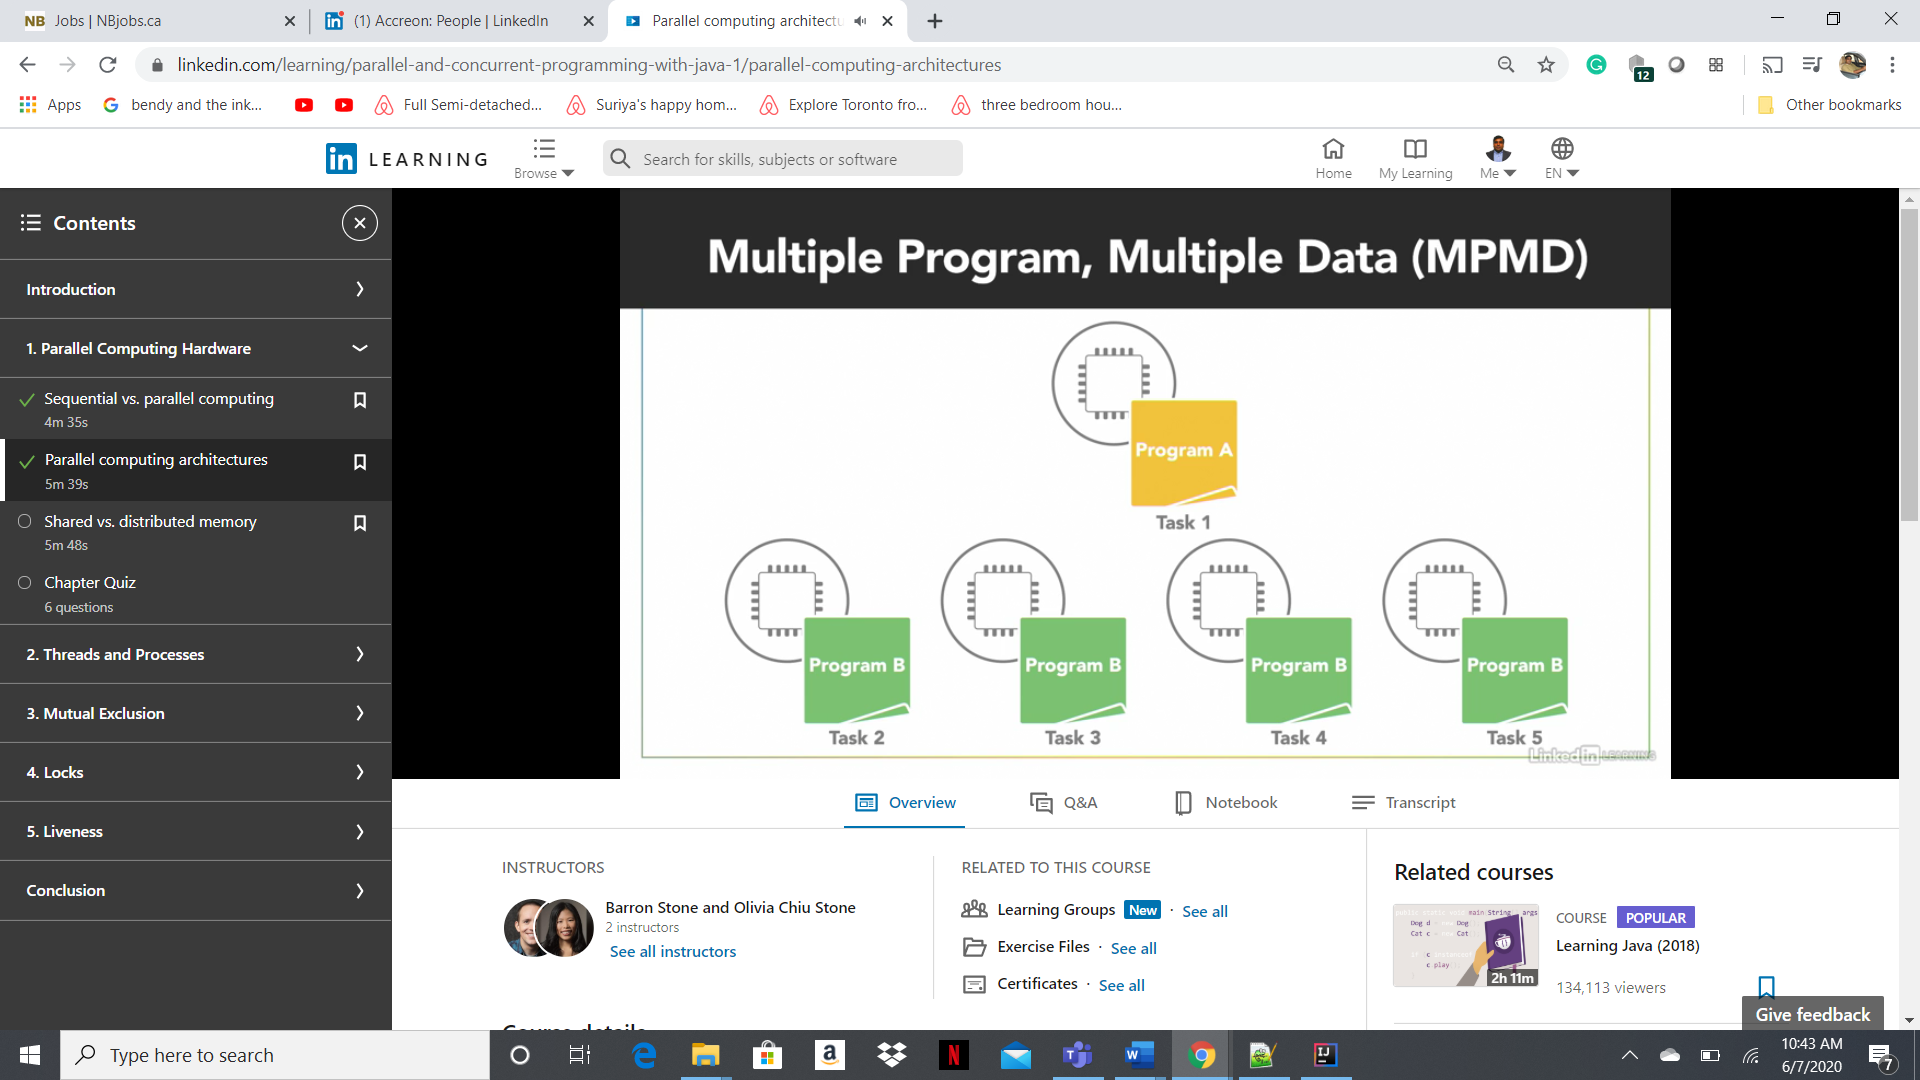 NB Jobs | NBjobs.ca
in (1) Accreon: People | LinkedIn
Parallel computing architectu
linkedin.com/learning/parallel-and-concurrent-programming-with-java-1/parallel-computing-architectures
12
Apps
bendy and the ink...
Full Semi-detached...
Suriya's happy hom...
Explore Toronto fro...
three bedroom hou...
Other bookmarks
in LEARNING
Browse
Search for skills, subjects or software
Home
My Learning
Me
EN
Contents
Introduction
1. Parallel Computing Hardware
Sequential vs. parallel computing
4m 35s
Parallel computing architectures
5m 39s
Shared vs. distributed memory
5m 48s
Chapter Quiz
6 questions
2. Threads and Processes
3. Mutual Exclusion
4. Locks
5. Liveness
Conclusion
Multiple Program, Multiple Data (MPMD)
Program A
Task 1
Program B
Program B
Program B
Program B
Task 2
Task 3
Task 4
Task 5
LinkedIn LEARNING
Overview
Q&A
Notebook
Transcript
INSTRUCTORS
Barron Stone and Olivia Chiu Stone
2 instructors
See all instructors
RELATED TO THIS COURSE
Learning Groups New · See all
Exercise Files · See all
Certificates · See all
Related courses
COURSE POPULAR
Learning Java (2018)
134,113 viewers
2h 11m
Give feedback
Type here to search
10:43 AM
6/7/2020
7